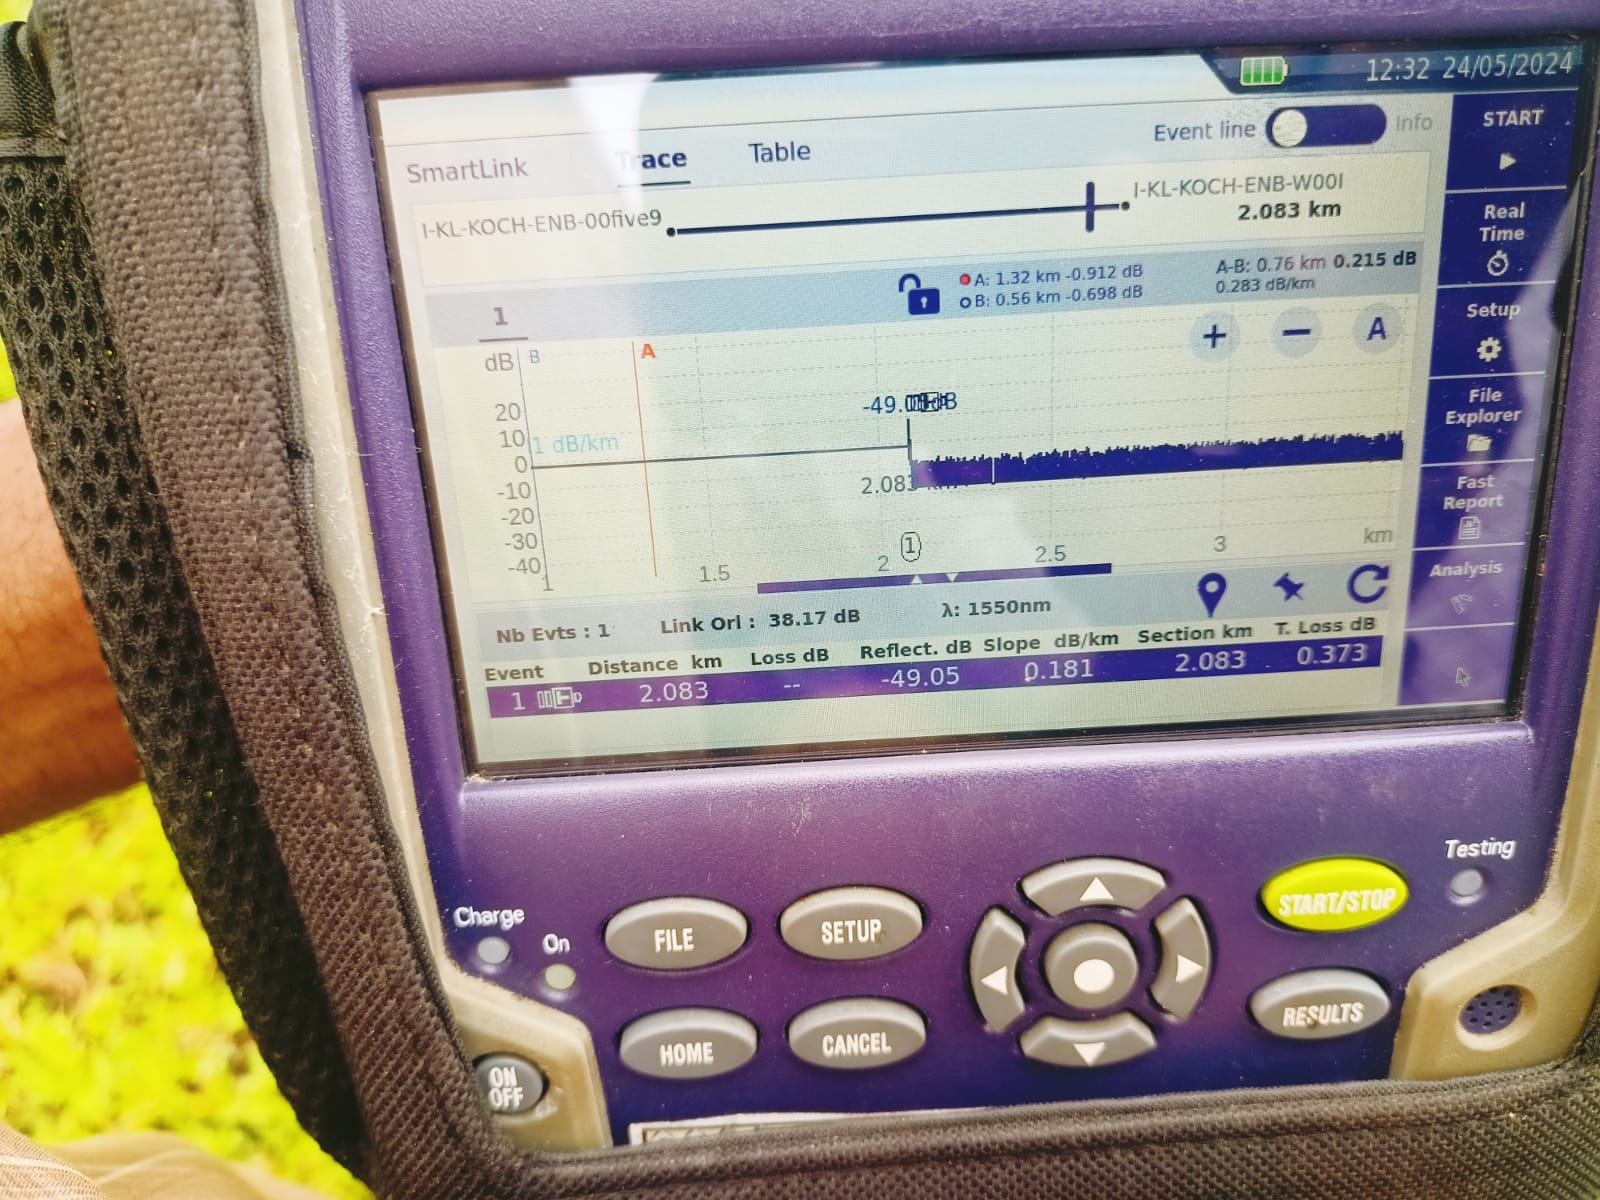 12:32 24/05/2024
SmartLink Trace Table Event line Info
START
I-KL-KOCH-ENB-00five9
I-KL-KOCH-ENB-W00I
2.083 km
Real
Time
1
A: 1.32 km -0.912 dB
B: 0.56 km -0.698 dB
A-B: 0.76 km 0.215 dB
0.283 dB/km
Setup
+ − A
dB B A
20
10
0
-10
-20
-30
-40
1 dB/km
2.083
1
1 1.5 2 2.5 3 km
File
Explorer
Fast
Report
Analysis
Nb Evts : 1 Link Orl : 38.17 dB λ: 1550nm
Event Distance km Loss dB Reflect. dB Slope dB/km Section km T. Loss dB
1 2.083 -- -49.05 0.181 2.083 0.373
Testing
Charge
On
FILE
SETUP
START/STOP
HOME
CANCEL
RESULTS
ON
OFF